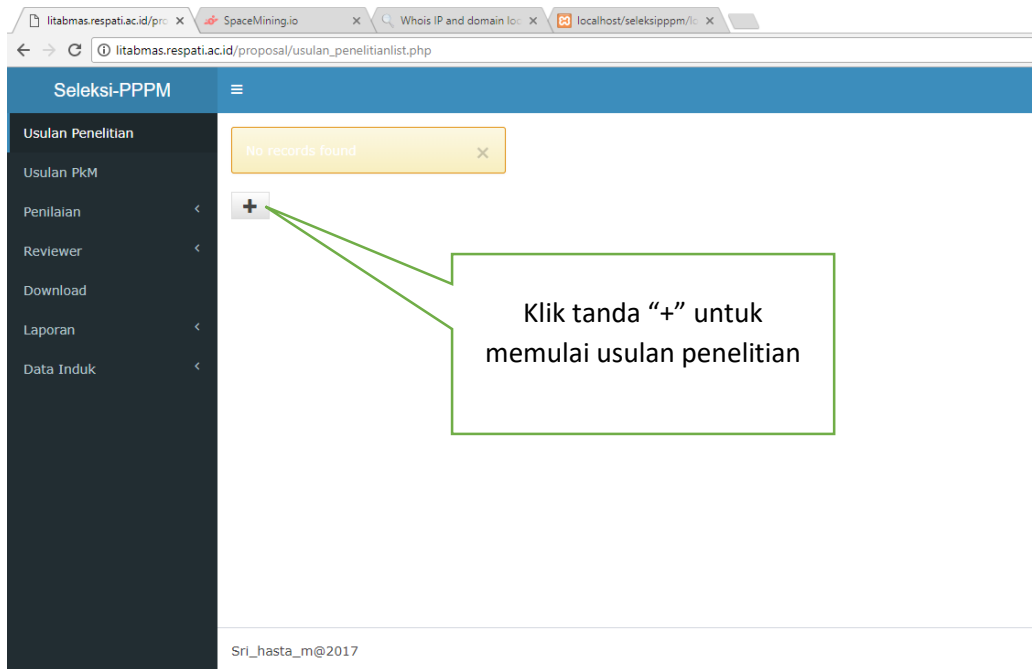 litabmas.respati.ac.id/pro
SpaceMining.io
Whois IP and domain loc
localhost/seleksipppm/lo
litabmas.respati.ac.id/proposal/usulan_penelitianlist.php
Seleksi-PPPM
Usulan Penelitian
No records found
Usulan PkM
Penilaian
Reviewer
Download
Laporan
Data Induk
Klik tanda “+” untuk
memulai usulan penelitian
Sri_hasta_m@2017